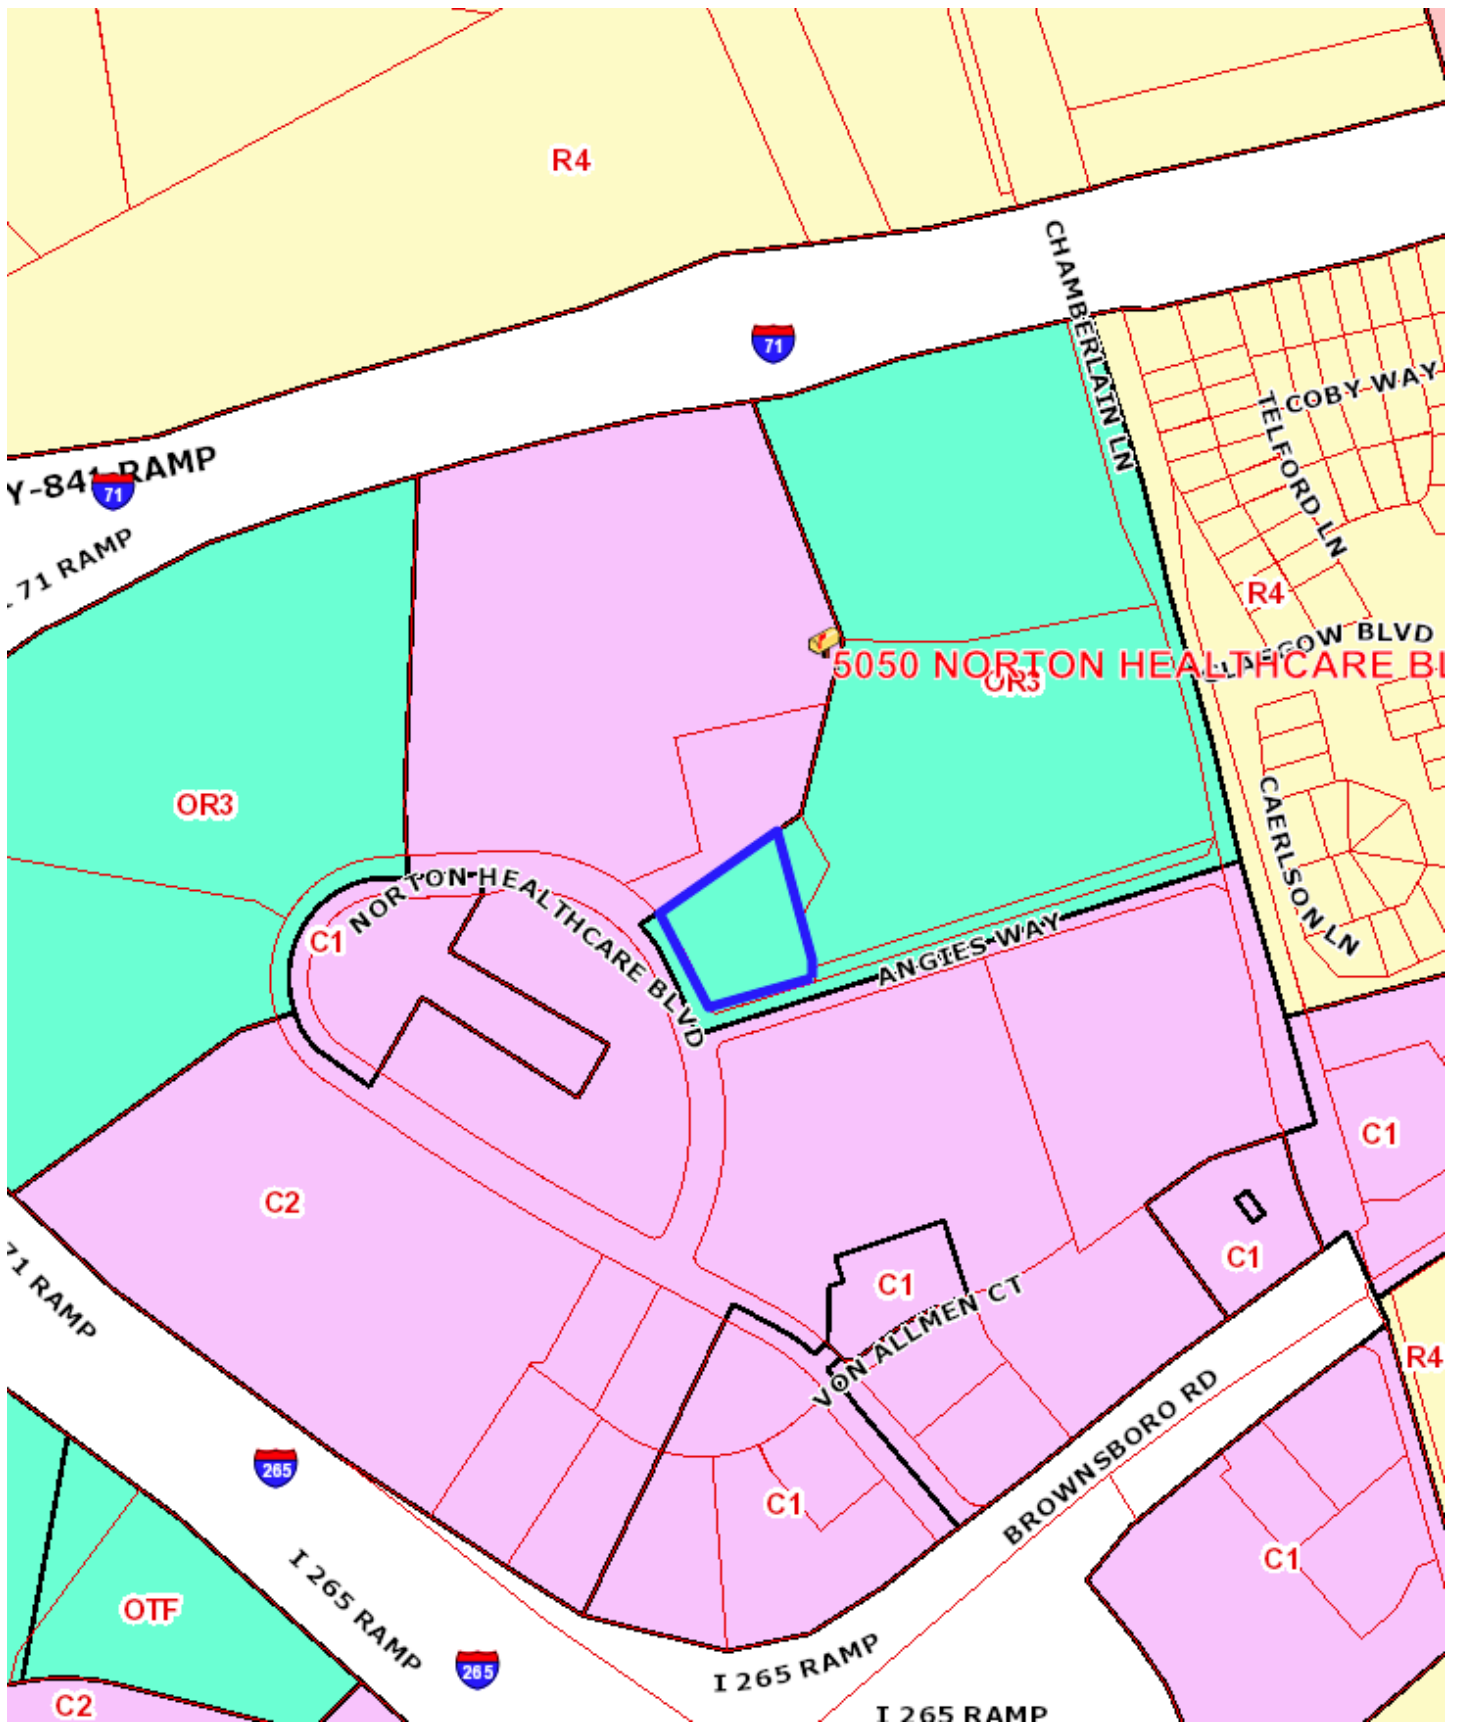 R4
CHAMBERLAIN LN
71
COBY WAY
TELFORD LN
Y-841 RAMP
71
71 RAMP
R4
GLASGOW BLVD
5050 NORTON HEALTHCARE BL
OR3
OR3
CAERLSON LN
NORTON HEALTHCARE BLVD
C1
ANGIES WAY
C1
C2
71 RAMP
C1
C1
VON ALLMEN CT
R4
BROWNSBORO RD
265
C1
C1
I 265 RAMP
OTF
265
I 265 RAMP
C2
I 265 RAMP